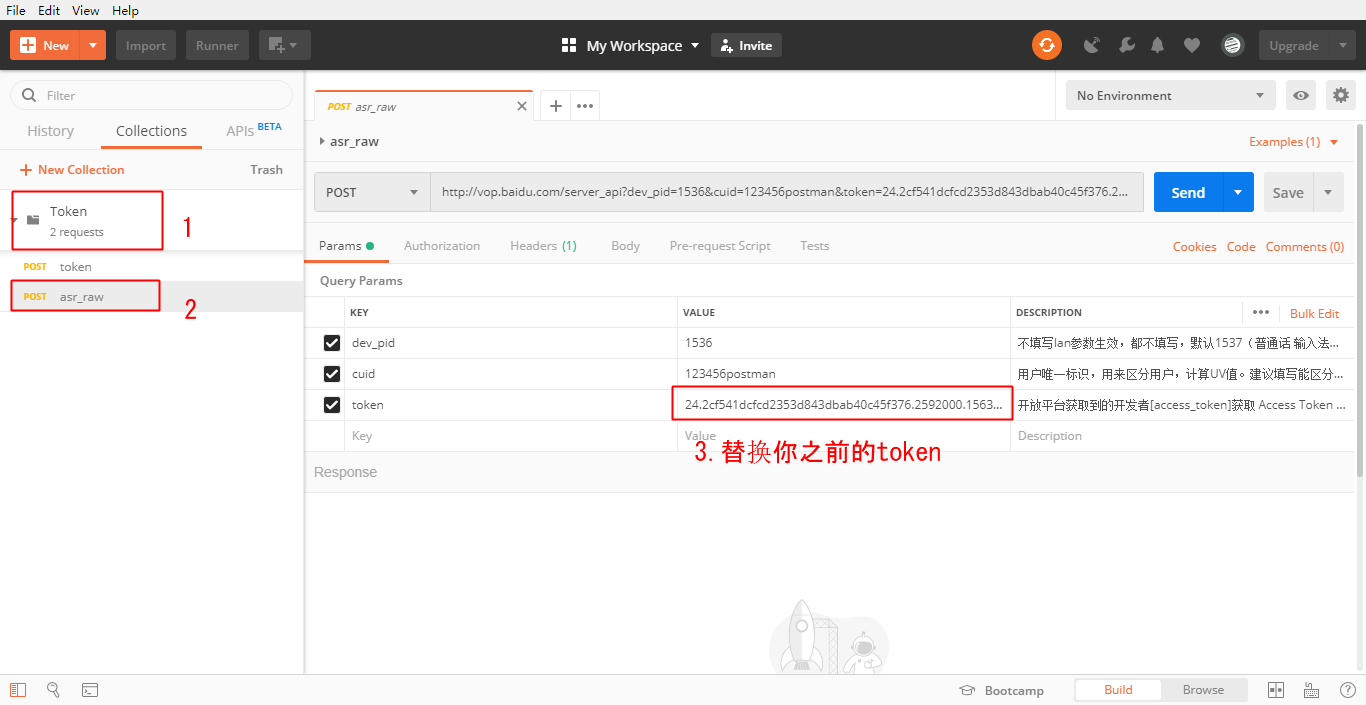 File Edit View Help
New Import Runner My Workspace Invite Upgrade
Filter
History Collections APIs BETA
New Collection Trash
Token
2 requests
1
POST token
POST asr_raw
2
POST asr_raw
No Environment
asr_raw
Examples (1)
POST http://vop.baidu.com/server_api?dev_pid=1536&cuid=123456postman&token=24.2cf541dcfcd2353d843dbab40c45f376.2... Send Save
Params Authorization Headers (1) Body Pre-request Script Tests Cookies Code Comments (0)
Query Params
KEY VALUE DESCRIPTION Bulk Edit
dev_pid 1536 不填写lan参数生效，都不填写，默认1537（普通话 输入法...
cuid 123456postman 用户唯一标识，用来区分用户，计算UV值。建议填写能区分...
token 24.2cf541dcfcd2353d843dbab40c45f376.2592000.1563... 开放平台获取到的开发者[access_token]获取 Access Token ...
Key Value Description
3.替换你之前的token
Response
Bootcamp Build Browse